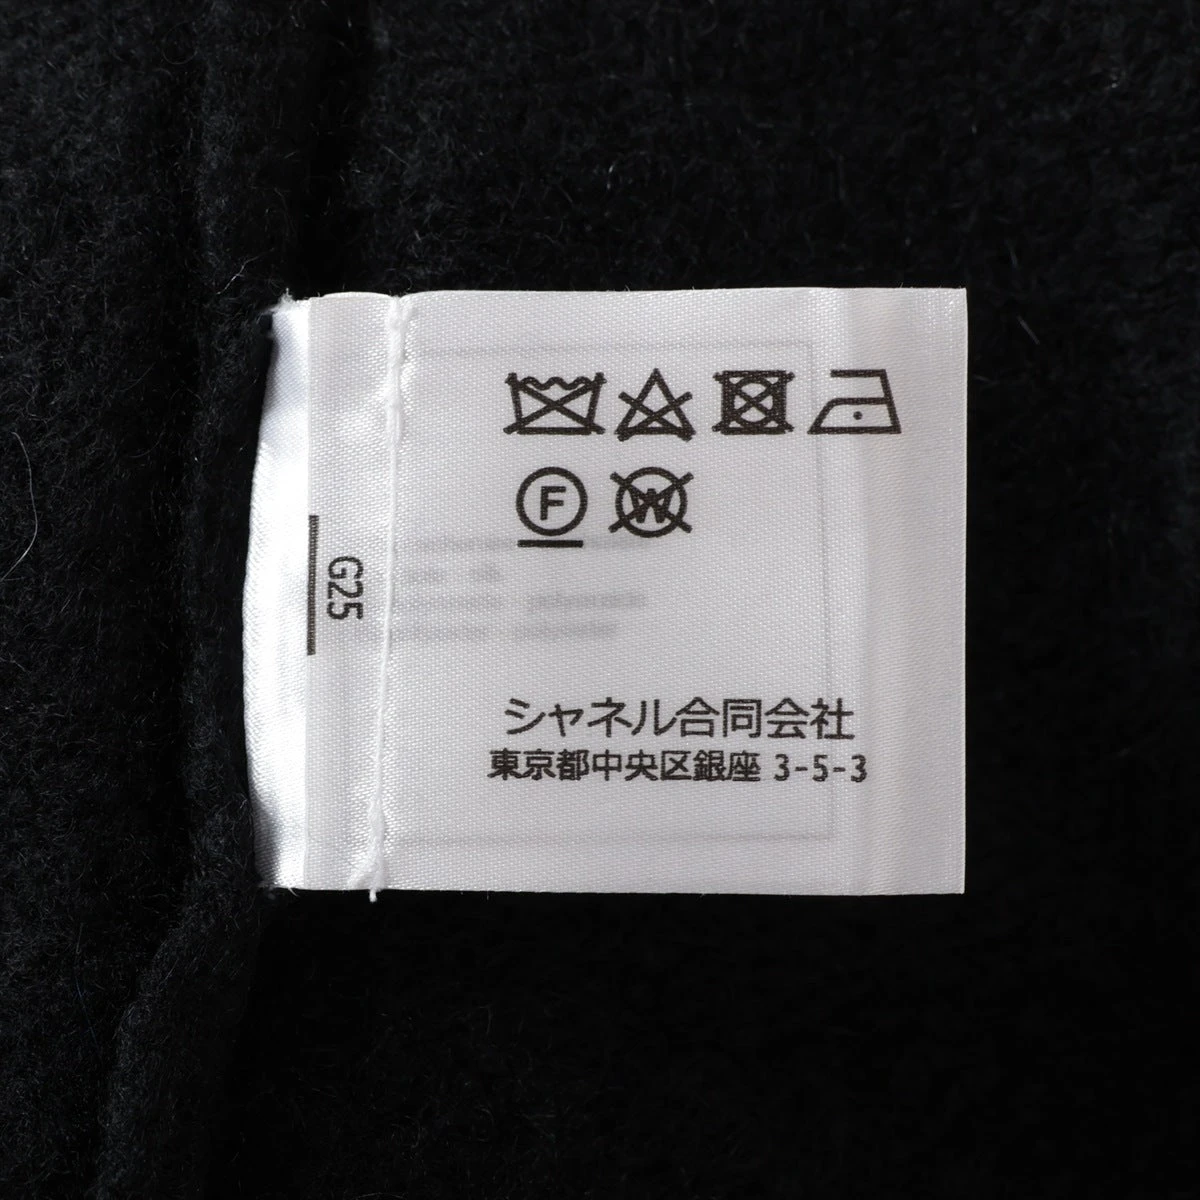 F W
G25
シャネル合同会社
東京都中央区銀座 3-5-3